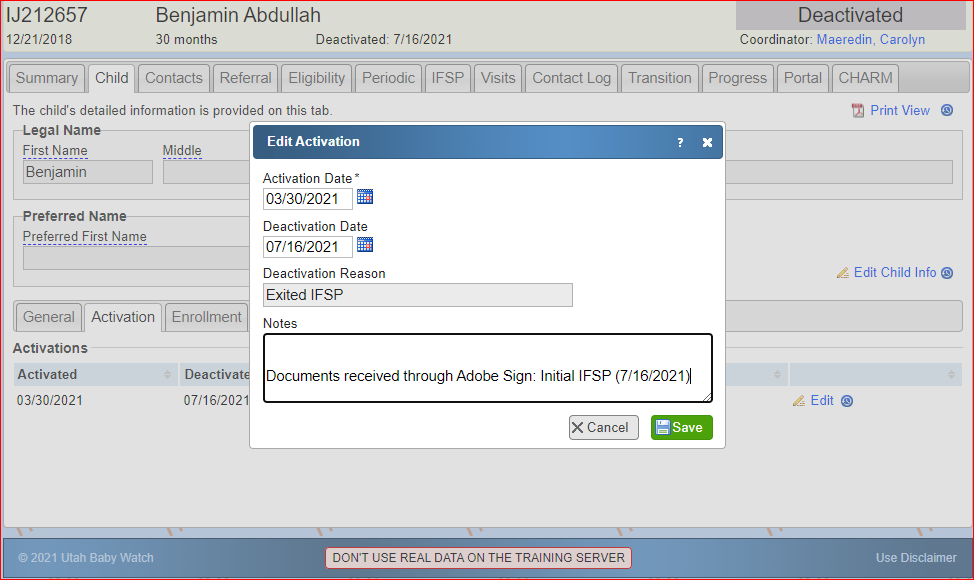 IJ212657 Benjamin Abdullah Deactivated
12/21/2018 30 months Deactivated: 7/16/2021 Coordinator: Maeredin, Carolyn
Summary Child Contacts Referral Eligibility Periodic IFSP Visits Contact Log Transition Progress Portal CHARM
The child's detailed information is provided on this tab. Print View
Legal Name
First Name Middle
Benjamin
Preferred Name
Preferred First Name
Edit Child Info
General Activation Enrollment
Activations
Activated Deactivate
03/30/2021 07/16/2021 Edit
Edit Activation ?
Activation Date*
03/30/2021
Deactivation Date
07/16/2021
Deactivation Reason
Exited IFSP
Notes
Documents received through Adobe Sign: Initial IFSP (7/16/2021)
Cancel Save
© 2021 Utah Baby Watch DON'T USE REAL DATA ON THE TRAINING SERVER Use Disclaimer